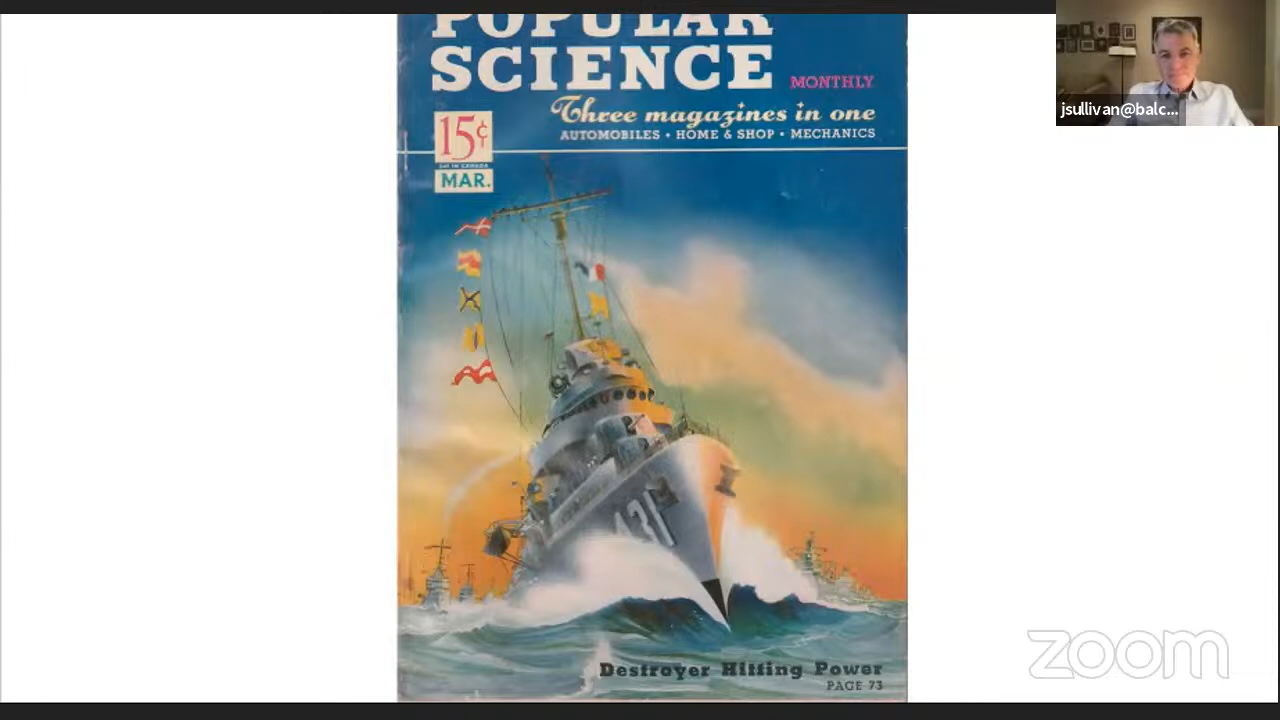 POPULAR
SCIENCE
MONTHLY
Three magazines in one
AUTOMOBILES • HOME & SHOP • MECHANICS
15¢
MAR.
431
Destroyer Hitting Power
PAGE 73
jsullivan@balc...
zoom